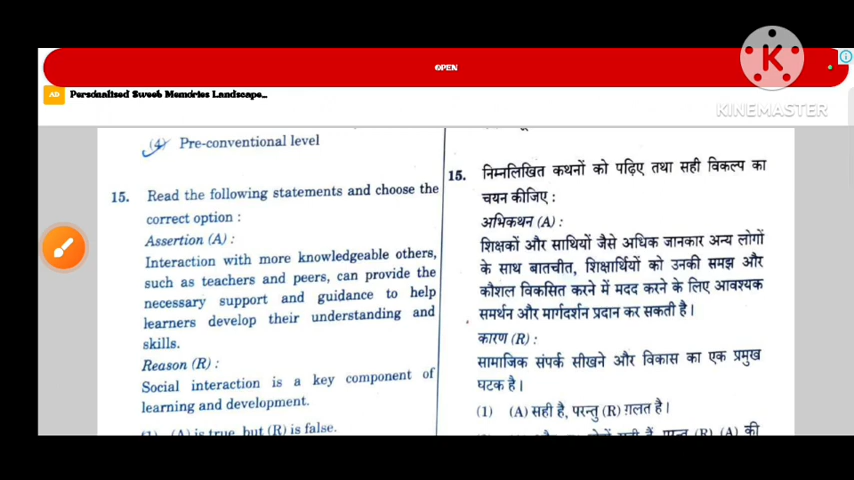 OPEN
AD Personalised Sweet Memories Landscape...
KINEMASTER
(4) Pre-conventional level
15. Read the following statements and choose the
correct option :
Assertion (A) :
Interaction with more knowledgeable others,
such as teachers and peers, can provide the
necessary support and guidance to help
learners develop their understanding and
skills.
Reason (R) :
Social interaction is a key component of
learning and development.
(1) (A) is true, but (R) is false.
15. निम्नलिखित कथनों को पढ़िए तथा सही विकल्प का
चयन कीजिए :
अभिकथन (A) :
शिक्षकों और साथियों जैसे अधिक जानकार अन्य लोगों
के साथ बातचीत, शिक्षार्थियों को उनकी समझ और
कौशल विकसित करने में मदद करने के लिए आवश्यक
समर्थन और मार्गदर्शन प्रदान कर सकती है।
कारण (R) :
सामाजिक संपर्क सीखने और विकास का एक प्रमुख
घटक है।
(1) (A) सही है, परन्तु (R) ग़लत है।
परन्तु (R) (A) की